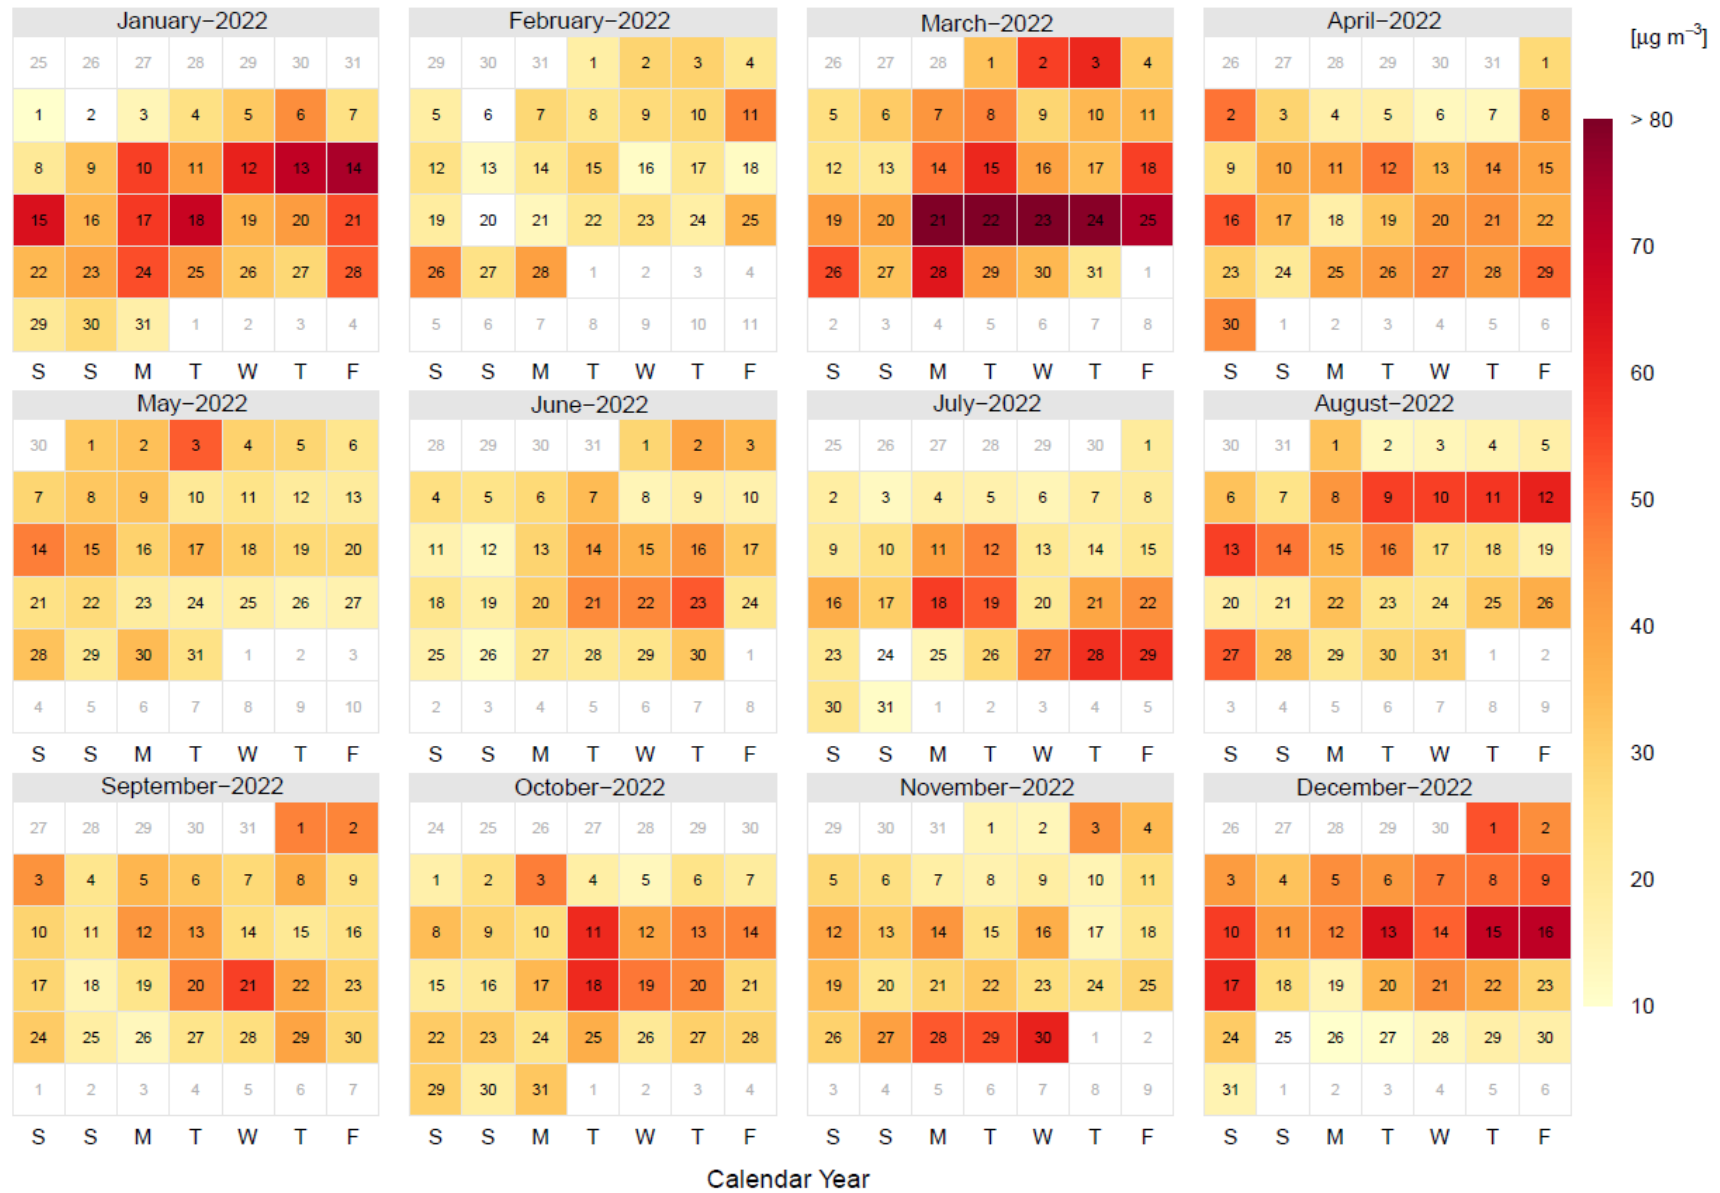 January−2022 February−2022 March−2022 April−2022
[µg m−3]
25 26 27 28 29 30 31 29 30 31 1 2 3 4 26 27 28 1 2 3 4 26 27 28 29 30 31 1
1 2 3 4 5 6 7 5 6 7 8 9 10 11 5 6 7 8 9 10 11 2 3 4 5 6 7 8
> 80
8 9 10 11 12 13 14 12 13 14 15 16 17 18 12 13 14 15 16 17 18 9 10 11 12 13 14 15
15 16 17 18 19 20 21 19 20 21 22 23 24 25 19 20 21 22 23 24 25 16 17 18 19 20 21 22
70
22 23 24 25 26 27 28 26 27 28 1 2 3 4 26 27 28 29 30 31 1 23 24 25 26 27 28 29
29 30 31 1 2 3 4 5 6 7 8 9 10 11 2 3 4 5 6 7 8 30 1 2 3 4 5 6
S S M T W T F S S M T W T F S S M T W T F S S M T W T F
60
May−2022 June−2022 July−2022 August−2022
30 1 2 3 4 5 6 28 29 30 31 1 2 3 25 26 27 28 29 30 1 30 31 1 2 3 4 5
7 8 9 10 11 12 13 4 5 6 7 8 9 10 2 3 4 5 6 7 8 6 7 8 9 10 11 12
50
14 15 16 17 18 19 20 11 12 13 14 15 16 17 9 10 11 12 13 14 15 13 14 15 16 17 18 19
21 22 23 24 25 26 27 18 19 20 21 22 23 24 16 17 18 19 20 21 22 20 21 22 23 24 25 26
40
28 29 30 31 1 2 3 25 26 27 28 29 30 1 23 24 25 26 27 28 29 27 28 29 30 31 1 2
4 5 6 7 8 9 10 2 3 4 5 6 7 8 30 31 1 2 3 4 5 3 4 5 6 7 8 9
S S M T W T F S S M T W T F S S M T W T F S S M T W T F
30
September−2022 October−2022 November−2022 December−2022
27 28 29 30 31 1 2 24 25 26 27 28 29 30 29 30 31 1 2 3 4 26 27 28 29 30 1 2
3 4 5 6 7 8 9 1 2 3 4 5 6 7 5 6 7 8 9 10 11 3 4 5 6 7 8 9
20
10 11 12 13 14 15 16 8 9 10 11 12 13 14 12 13 14 15 16 17 18 10 11 12 13 14 15 16
17 18 19 20 21 22 23 15 16 17 18 19 20 21 19 20 21 22 23 24 25 17 18 19 20 21 22 23
10
24 25 26 27 28 29 30 22 23 24 25 26 27 28 26 27 28 29 30 1 2 24 25 26 27 28 29 30
1 2 3 4 5 6 7 29 30 31 1 2 3 4 3 4 5 6 7 8 9 31 1 2 3 4 5 6
S S M T W T F S S M T W T F S S M T W T F S S M T W T F
Calendar Year